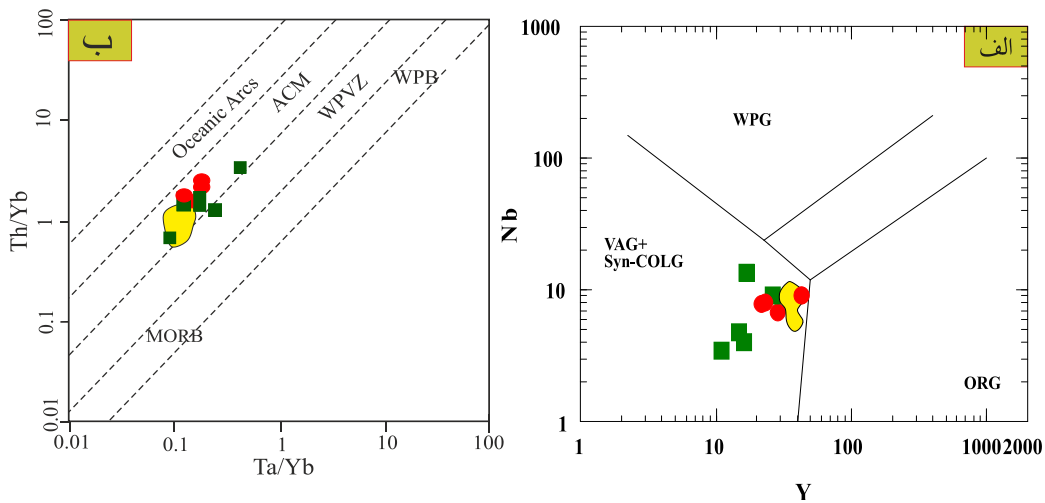 ب
100
10
1
0.1
0.01
Th/Yb
Oceanic Arcs
ACM
WPVZ
WPB
MORB
0.01
0.1
1
10
100
Ta/Yb
الف
1000
100
10
1
Nb
WPG
VAG+
Syn-COLG
ORG
1
10
100
1000
2000
Y